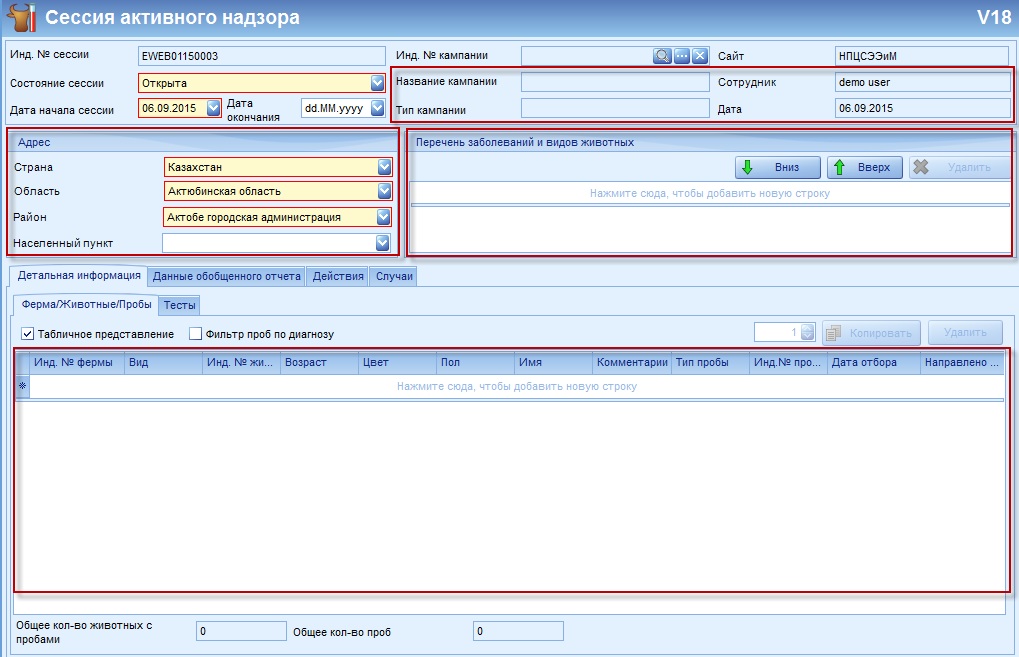 Сессия активного надзора V18
Инд. № сессии EWEB01150003 Инд. № кампании Сайт НПЦСЭЭиМ
Состояние сессии Открыта Название кампании Сотрудник demo user
Дата начала сессии 06.09.2015 Дата окончания dd.MM.yyyy Тип кампании Дата 06.09.2015
Адрес
Страна Казахстан
Область Актюбинская область
Район Актобе городская администрация
Населенный пункт
Перечень заболеваний и видов животных
Вниз Вверх Удалить
Нажмите сюда, чтобы добавить новую строку
Детальная информация Данные обобщенного отчета Действия Случаи
Ферма/Животные/Пробы Тесты
Табличное представление Фильтр проб по диагнозу 1 Копировать Удалить
Инд. № фермы Вид Инд. № жи... Возраст Цвет Пол Имя Комментарии Тип пробы Инд.№ про... Дата отбора Направлено ...
Нажмите сюда, чтобы добавить новую строку
Общее кол-во животных с
пробами 0 Общее кол-во проб 0